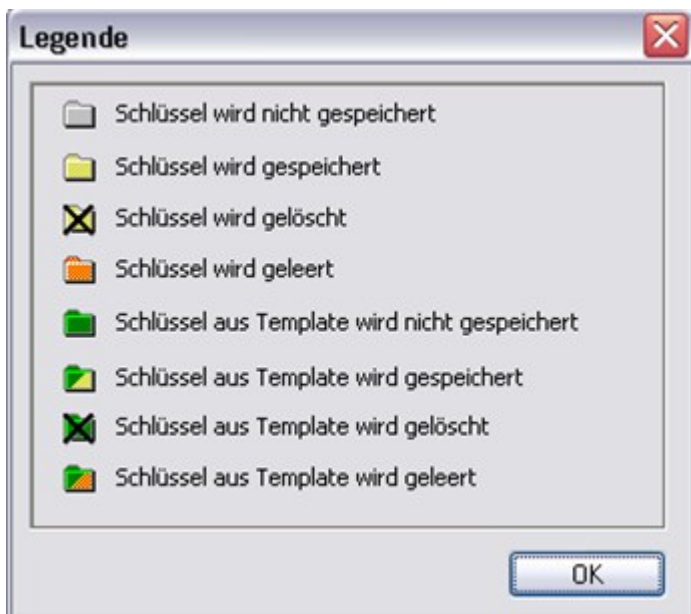 Legende
Schlüssel wird nicht gespeichert
Schlüssel wird gespeichert
Schlüssel wird gelöscht
Schlüssel wird geleert
Schlüssel aus Template wird nicht gespeichert
Schlüssel aus Template wird gespeichert
Schlüssel aus Template wird gelöscht
Schlüssel aus Template wird geleert
OK